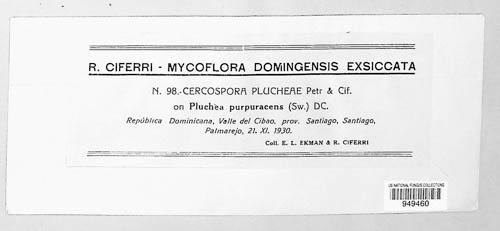 R. CIFERRI - MYCOFLORA DOMINGENSIS EXSICCATA
N. 98.-CERCOSPORA PLUCHEAE Petr & Cif.
on Pluchea purpuracens (Sw.) DC.
República Dominicana, Valle del Cibao, prov. Santiago, Santiago,
Palmarejo, 21. XI. 1930.
Coll. E. L. EKMAN & R. CIFERRI
US NATIONAL FUNGUS COLLECTIONS
949460